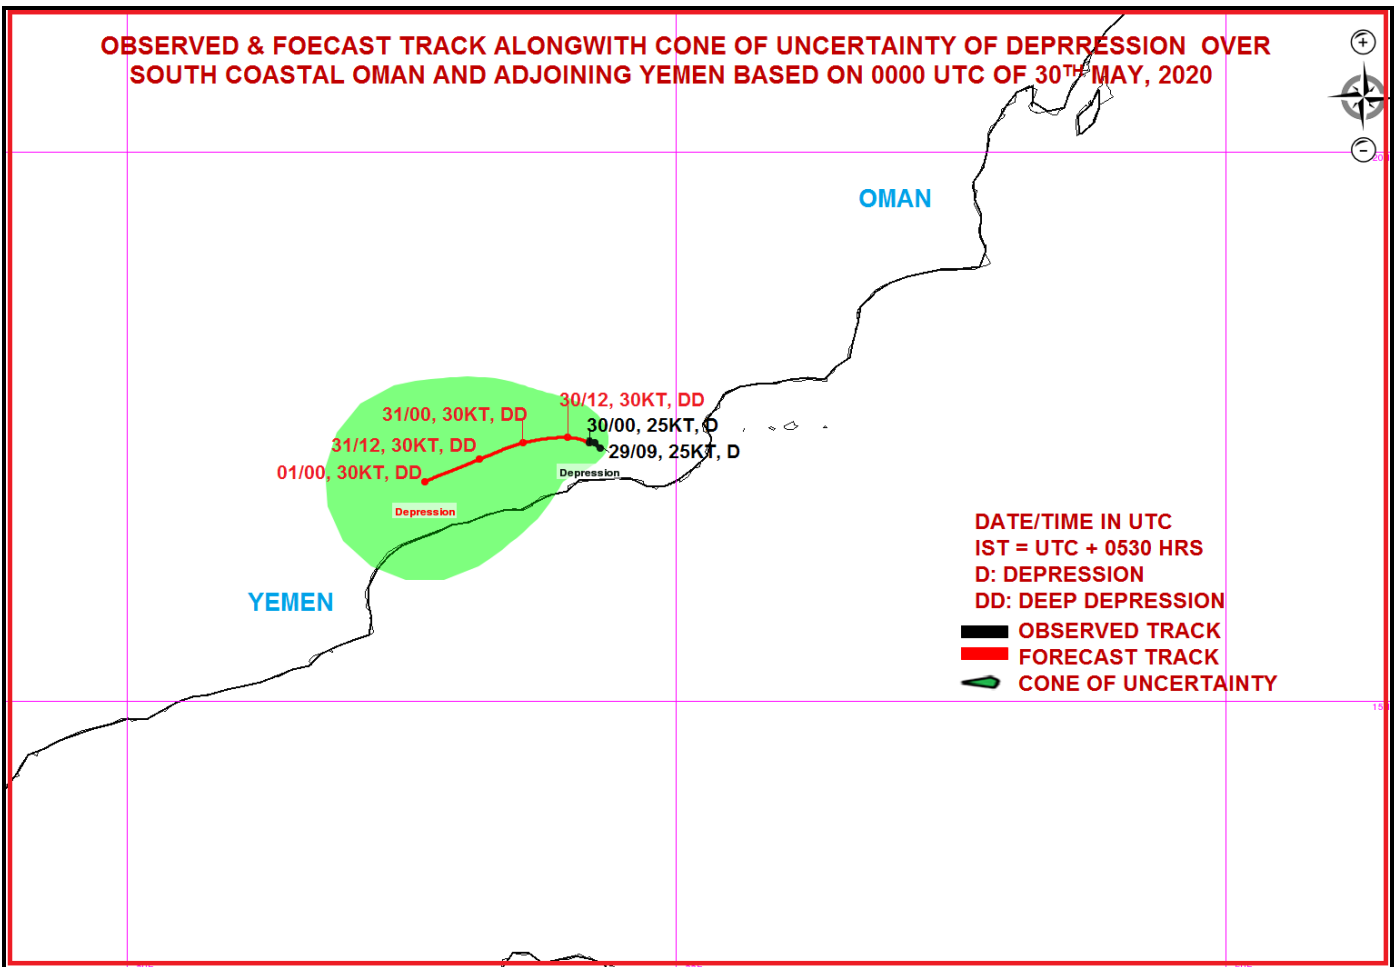 OBSERVED & FOECAST TRACK ALONGWITH CONE OF UNCERTAINTY OF DEPRRESSION OVER
SOUTH COASTAL OMAN AND ADJOINING YEMEN BASED ON 0000 UTC OF 30TH MAY, 2020
+
-
OMAN
30/12, 30KT, DD
31/00, 30KT, DD
30/00, 25KT, D
31/12, 30KT, DD
29/09, 25KT, D
01/00, 30KT, DD
Depression
Depression
YEMEN
DATE/TIME IN UTC
IST = UTC + 0530 HRS
D: DEPRESSION
DD: DEEP DEPRESSION
OBSERVED TRACK
FORECAST TRACK
CONE OF UNCERTAINTY